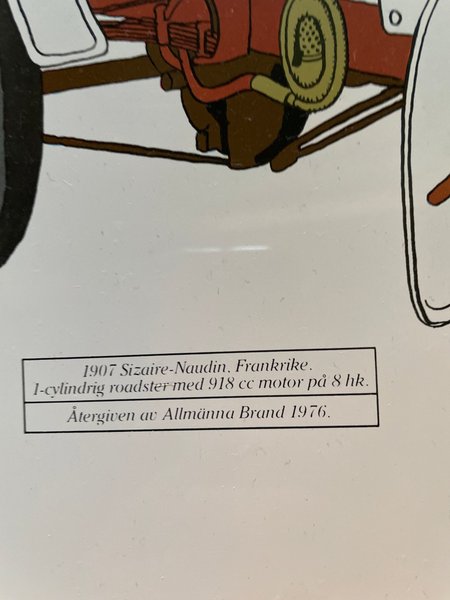 1907 Sizaire-Naudin, Frankrike.
1-cylindrig roadster med 918 cc motor på 8 hk.
Återgiven av Allmänna Brand 1976.